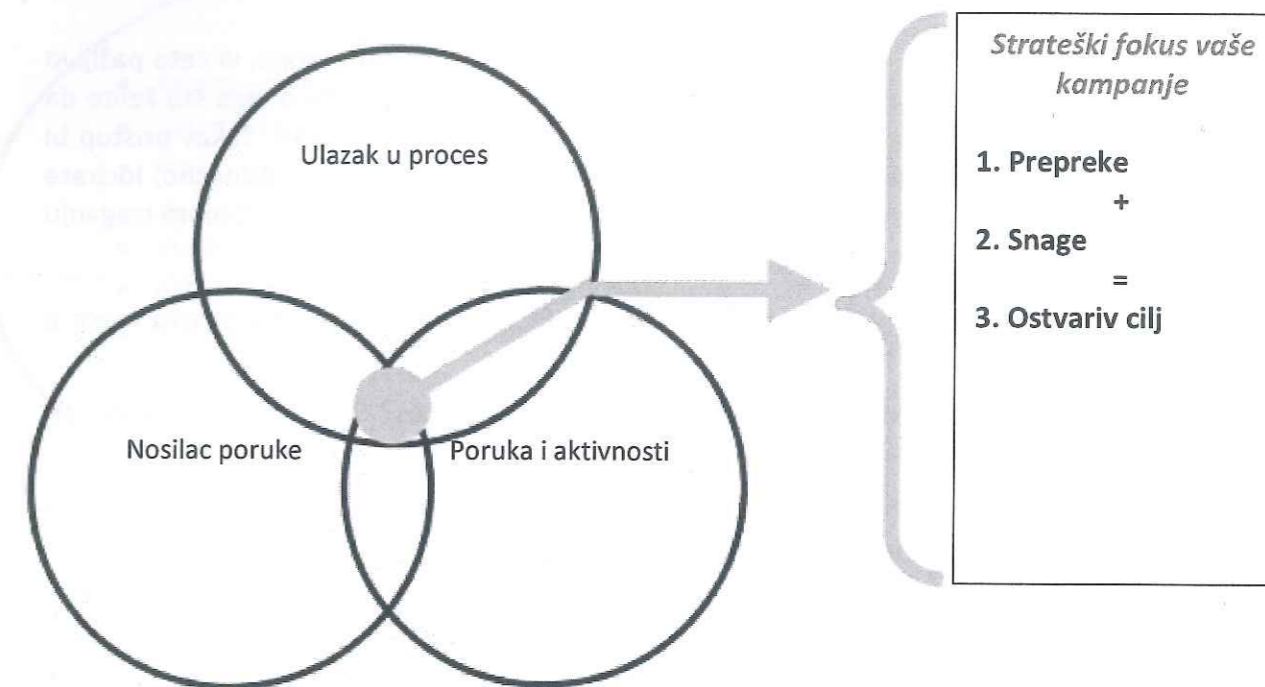 Strateški fokus vaše
kampanje
Ulazak u proces
1. Prepreke
+
2. Snage
=
3. Ostvariv cilj
Nosilac poruke
Poruka i aktivnosti